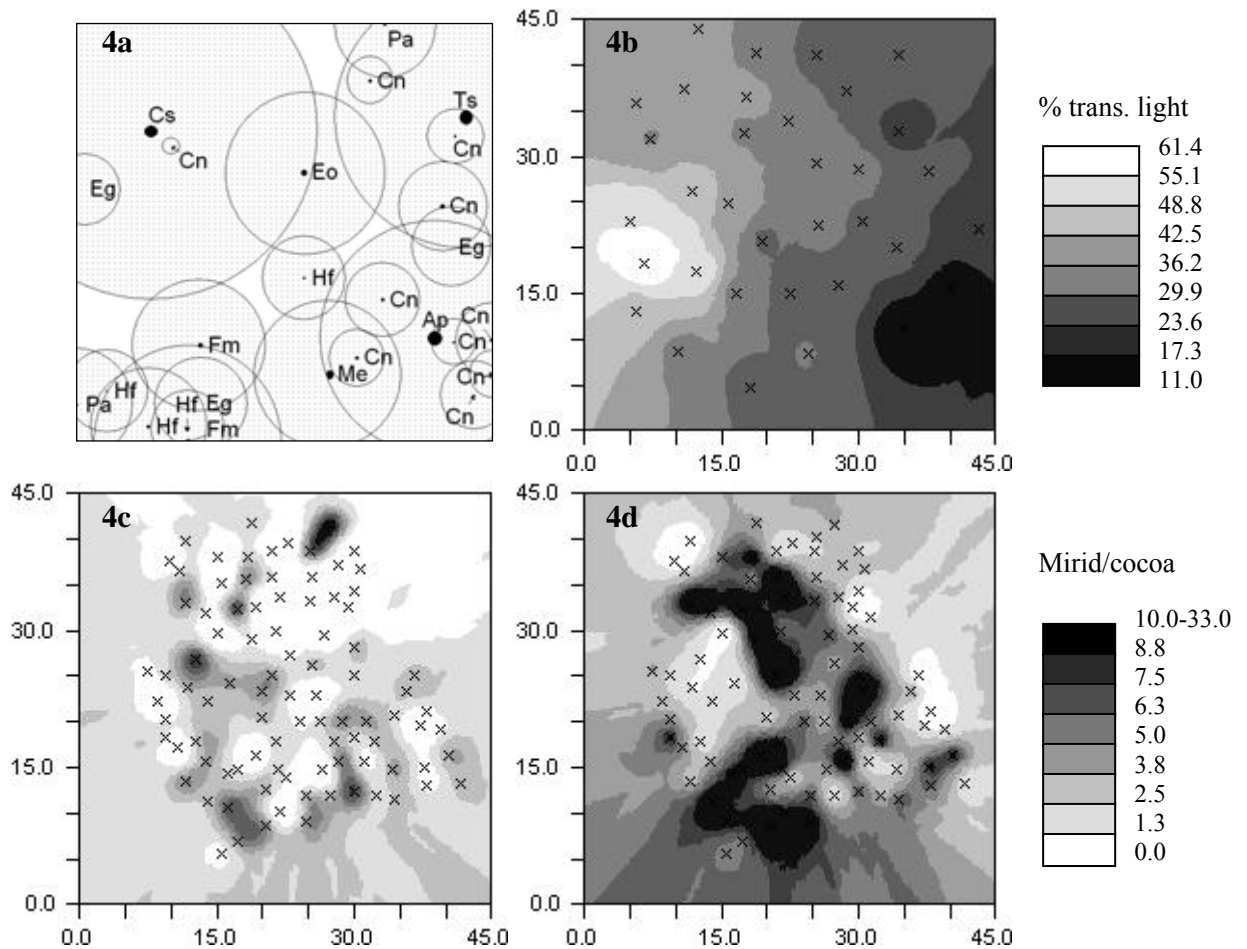 4a
Pa
Cn
Ts
Cn
Cs
Cn
Eg
Eo
Cn
Eg
Hf
Cn
Cn
Ap
Cn
Fm
Cn
Me
Cn
Hf
Pa
Hf
Eg
Cn
Hf
Fm
4b
45.0
30.0
15.0
0.0
0.0
15.0
30.0
45.0
% trans. light
61.4
55.1
48.8
42.5
36.2
29.9
23.6
17.3
11.0
4c
45.0
30.0
15.0
0.0
0.0
15.0
30.0
45.0
4d
45.0
30.0
15.0
0.0
0.0
15.0
30.0
45.0
Mirid/cocoa
10.0-33.0
8.8
7.5
6.3
5.0
3.8
2.5
1.3
0.0